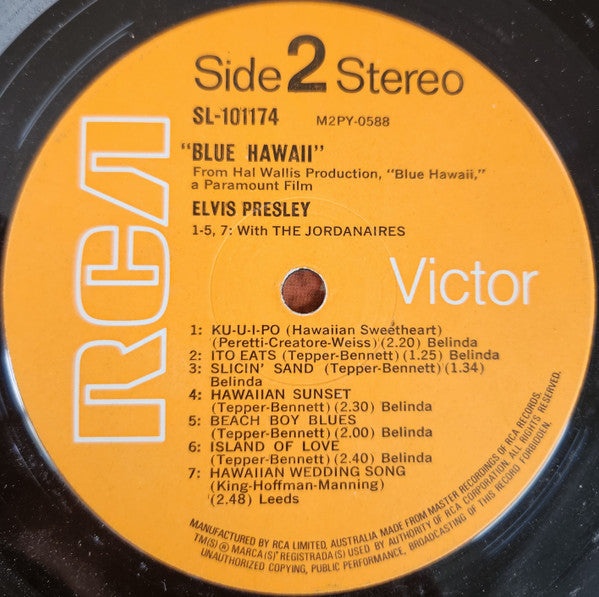 Side 2 Stereo
SL-101174 M2PY-0588
"BLUE HAWAII"
From Hal Wallis Production, "Blue Hawaii,"
a Paramount Film
ELVIS PRESLEY
1-5, 7: With THE JORDANAIRES
RCA Victor
1: KU-U-I-PO (Hawaiian Sweetheart)
(Peretti-Creatore-Weiss) (2.20) Belinda
2: ITO EATS (Tepper-Bennett) (1.25) Belinda
3: SLICIN' SAND (Tepper-Bennett) (1.34)
Belinda
4: HAWAIIAN SUNSET
(Tepper-Bennett) (2.30) Belinda
5: BEACH BOY BLUES
(Tepper-Bennett) (2.00) Belinda
6: ISLAND OF LOVE
(Tepper-Bennett) (2.40) Belinda
7: HAWAIIAN WEDDING SONG
(King-Hoffman-Manning)
(2.48) Leeds
MANUFACTURED BY RCA LIMITED, AUSTRALIA MADE FROM MASTER RECORDINGS OF RCA RECORDS.
TM(S) ® MARCA(S) REGISTRADA(S) USED BY AUTHORITY OF RCA CORPORATION. ALL RIGHTS RESERVED.
UNAUTHORIZED COPYING, PUBLIC PERFORMANCE, BROADCASTING OF THIS RECORD FORBIDDEN.